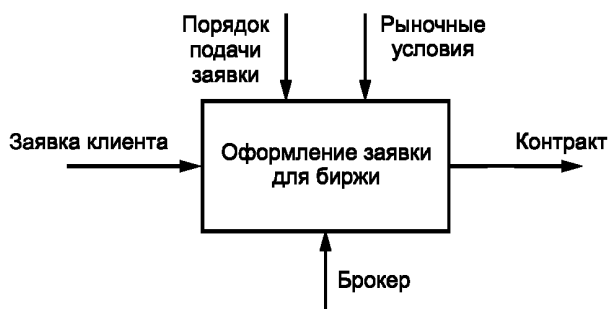 Порядок
подачи
заявки
Рыночные
условия
Заявка клиента
Оформление заявки
для биржи
Контракт
Брокер